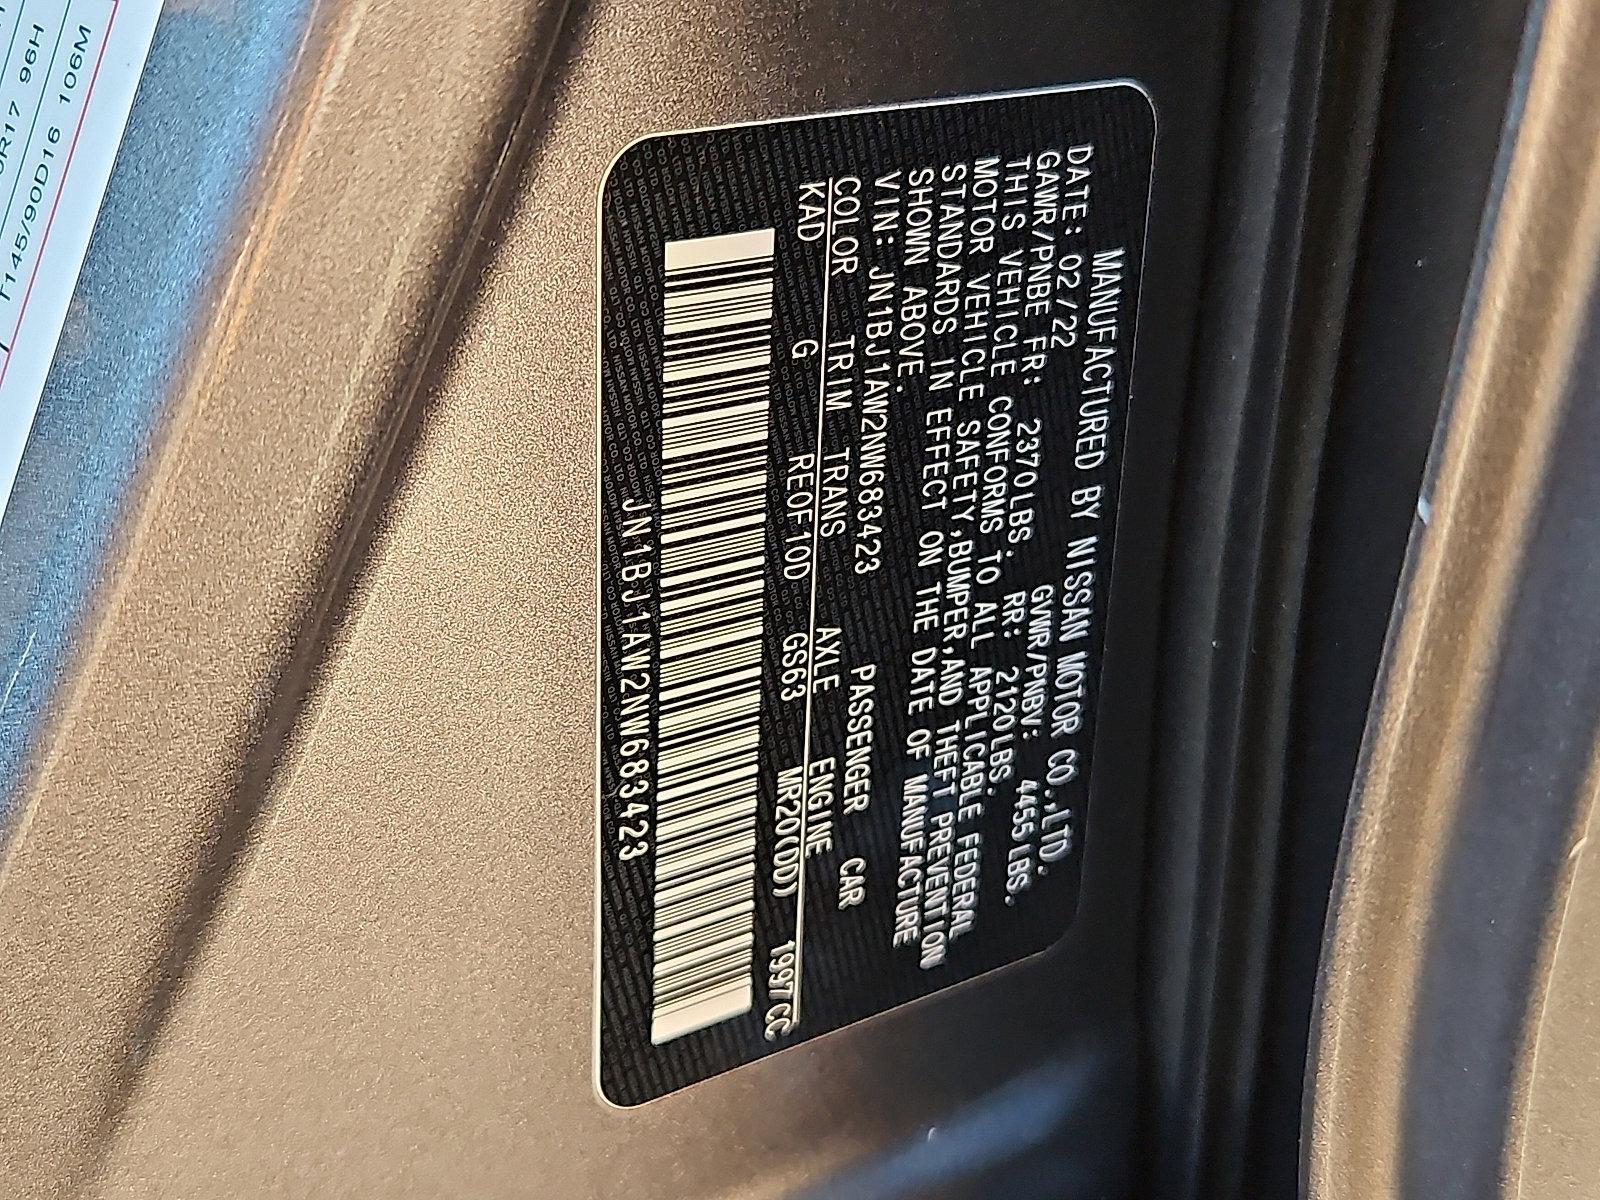 MANUFACTURED BY NISSAN MOTOR CO.,LTD.
DATE: 02/22 GVWR/PNBV: 4455LBS.
GAWR/PNBE FR: 2370LBS. RR: 2120LBS.
THIS VEHICLE CONFORMS TO ALL APPLICABLE FEDERAL
MOTOR VEHICLE SAFETY,BUMPER,AND THEFT PREVENTION
STANDARDS IN EFFECT ON THE DATE OF MANUFACTURE
SHOWN ABOVE.
VIN: JN1BJ1AW2NW683423 PASSENGER CAR
COLOR TRIM TRANS AXLE ENGINE
KAD G RE0F10D GS63 MR20(DD) 1997CC
JN1BJ1AW2NW683423
R17 96H
T145/90D16 106M